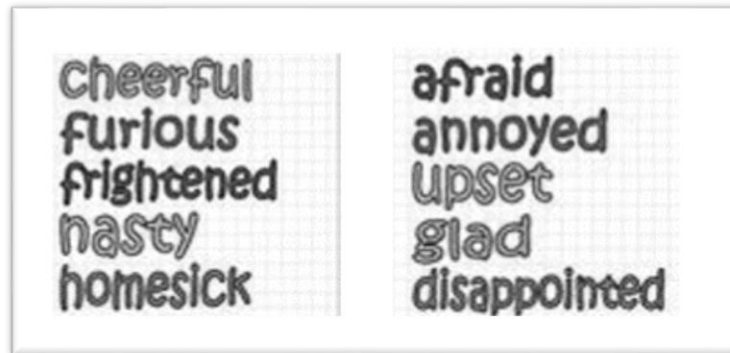 cheerful
furious
frightened
nasty
homesick
afraid
annoyed
upset
glad
disappointed